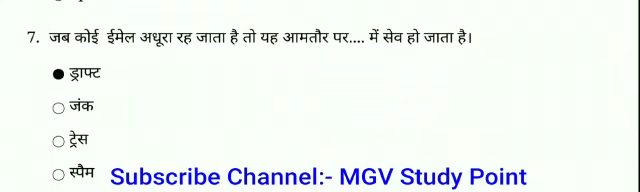 7. जब कोई ईमेल अधूरा रह जाता है तो यह आमतौर पर.... में सेव हो जाता है।
ड्राफ्ट
जंक
ट्रेस
स्पैम
Subscribe Channel:- MGV Study Point